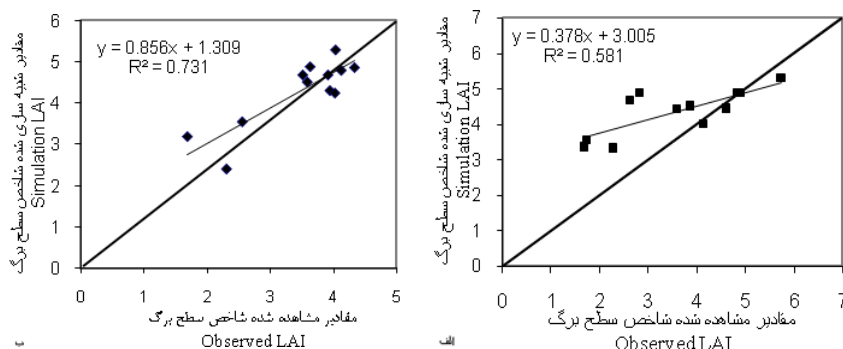 y = 0.856x + 1.309
R² = 0.731
مقادیر شبیه سازی شده شاخص سطح برگ
Simulation LAI
6
5
4
3
2
1
0
0 1 2 3 4 5
مقادیر مشاهده شده شاخص سطح برگ
Observed LAI
ب
y = 0.378x + 3.005
R² = 0.581
مقادیر شبیه سازی شده شاخص سطح برگ
Simulation LAI
7
6
5
4
3
2
1
0
0 1 2 3 4 5 6 7
مقادیر مشاهده شده شاخص سطح برگ
Observed LAI
الف